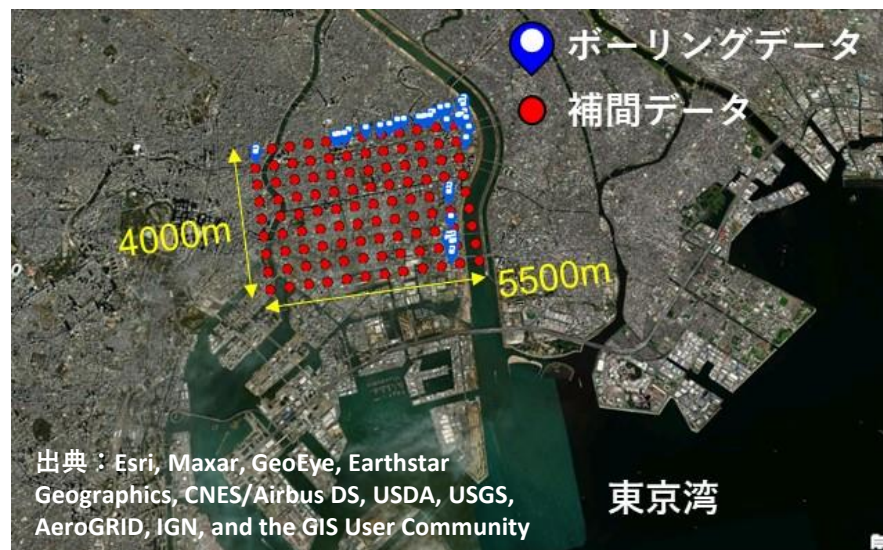 ボーリングデータ
補間データ
4000m
5500m
出典：Esri, Maxar, GeoEye, Earthstar
Geographics, CNES/Airbus DS, USDA, USGS,
AeroGRID, IGN, and the GIS User Community
東京湾